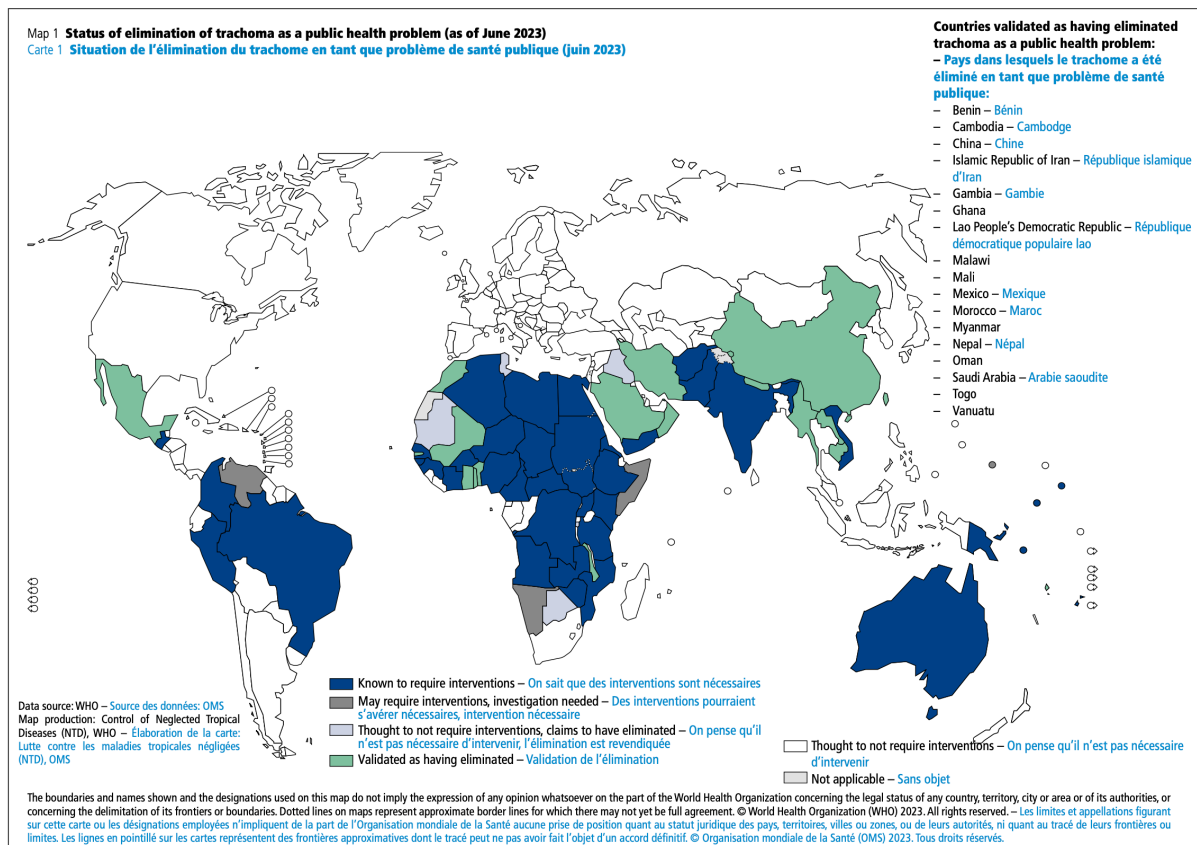 Map 1 Status of elimination of trachoma as a public health problem (as of June 2023)
Carte 1 Situation de l’élimination du trachome en tant que problème de santé publique (juin 2023)
Countries validated as having eliminated
trachoma as a public health problem:
– Pays dans lesquels le trachome a été
éliminé en tant que problème de santé
publique:
– Benin – Bénin
– Cambodia – Cambodge
– China – Chine
– Islamic Republic of Iran – République islamique
d’Iran
– Gambia – Gambie
– Ghana
– Lao People’s Democratic Republic – République
démocratique populaire lao
– Malawi
– Mali
– Mexico – Mexique
– Morocco – Maroc
– Myanmar
– Nepal – Népal
– Oman
– Saudi Arabia – Arabie saoudite
– Togo
– Vanuatu
Data source: WHO – Source des données: OMS
Map production: Control of Neglected Tropical
Diseases (NTD), WHO – Élaboration de la carte:
Lutte contre les maladies tropicales négligées
(NTD), OMS
Known to require interventions – On sait que des interventions sont nécessaires
May require interventions, investigation needed – Des interventions pourraient
s’avérer nécessaires, intervention nécessaire
Thought to not require interventions, claims to have eliminated – On pense qu’il
n’est pas nécessaire d’intervenir, l’élimination est revendiquée
Validated as having eliminated – Validation de l’élimination
Thought to not require interventions – On pense qu’il n’est pas nécessaire
d’intervenir
Not applicable – Sans objet
The boundaries and names shown and the designations used on this map do not imply the expression of any opinion whatsoever on the part of the World Health Organization concerning the legal status of any country, territory, city or area or of its authorities, or
concerning the delimitation of its frontiers or boundaries. Dotted lines on maps represent approximate border lines for which there may not yet be full agreement. © World Health Organization (WHO) 2023. All rights reserved. – Les limites et appellations figurant
sur cette carte ou les désignations employées n’impliquent de la part de l’Organisation mondiale de la Santé aucune prise de position quant au statut juridique des pays, territoires, villes ou zones, ou de leurs autorités, ni quant au tracé de leurs frontières ou
limites. Les lignes en pointillé sur les cartes représentent des frontières approximatives dont le tracé peut ne pas avoir fait l’objet d’un accord définitif. © Organisation mondiale de la Santé (OMS) 2023. Tous droits réservés.